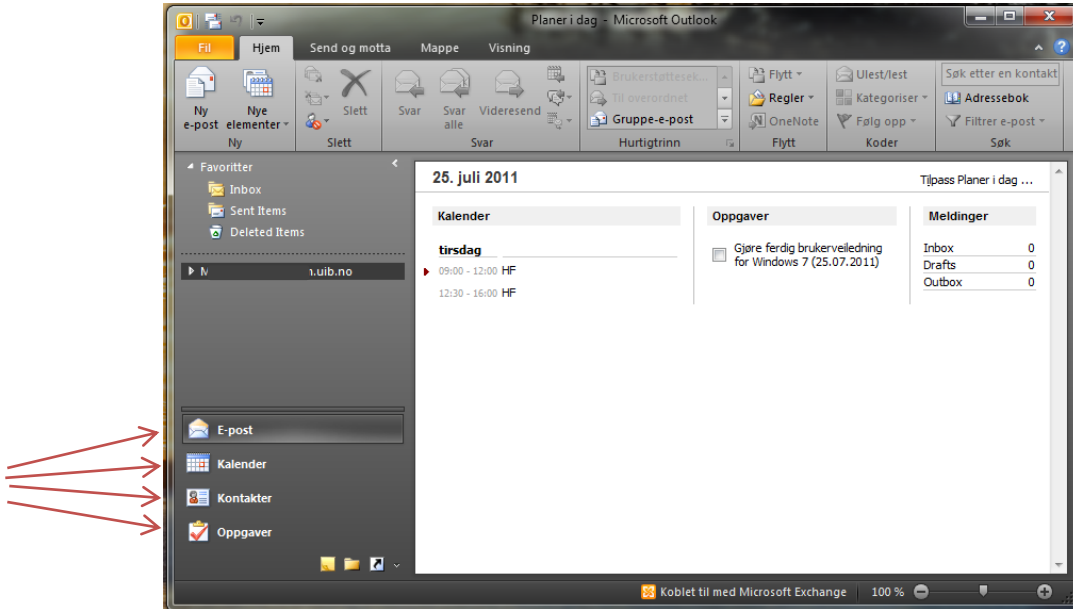 Planer i dag - Microsoft Outlook
Fil Hjem Send og motta Mappe Visning
Ny e-post
Nye elementer
Slett
Svar
Svar alle
Videresend
Brukerstøttesek...
Til overordnet
Gruppe-e-post
Flytt
Regler
OneNote
Ulest/lest
Kategoriser
Følg opp
Søk etter en kontakt
Adressebok
Filtrer e-post
Ny Slett Svar Hurtigtrinn Flytt Koder Søk
Favoritter
Inbox
Sent Items
Deleted Items
.uib.no
E-post
Kalender
Kontakter
Oppgaver
25. juli 2011
Tilpass Planer i dag ...
Kalender
tirsdag
09:00 - 12:00 HF
12:30 - 16:00 HF
Oppgaver
Gjøre ferdig brukerveiledning
for Windows 7 (25.07.2011)
Meldinger
Inbox 0
Drafts 0
Outbox 0
Koblet til med Microsoft Exchange 100 %